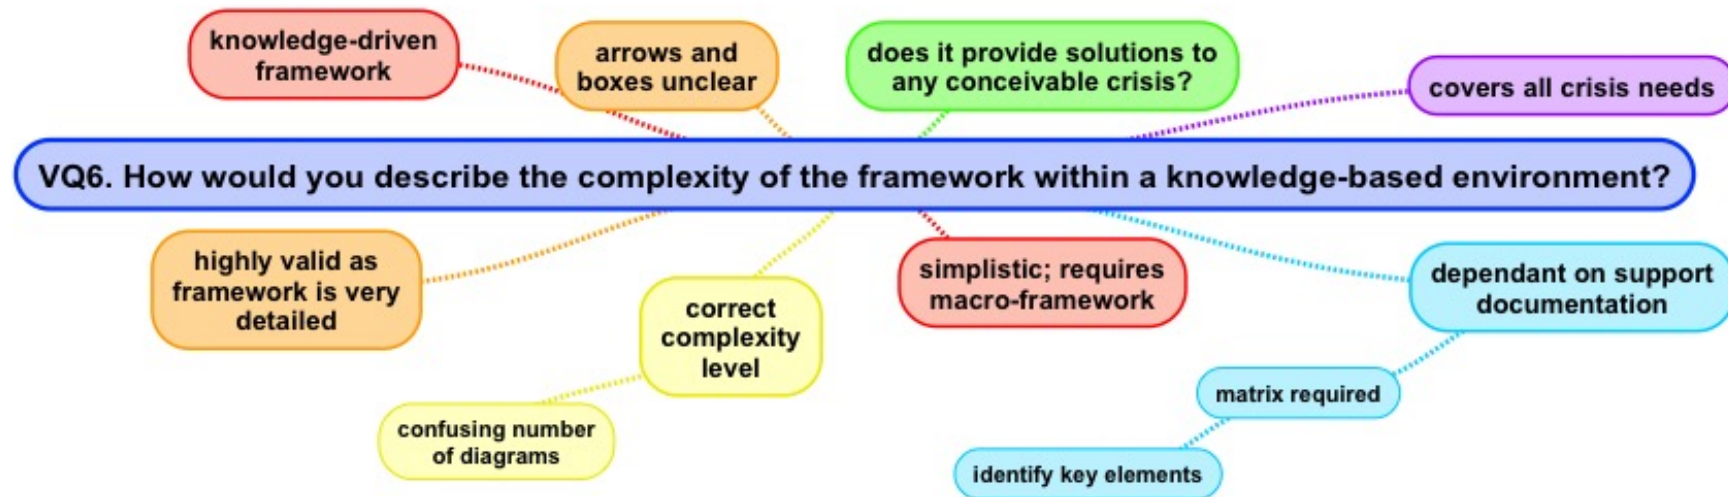 knowledge-driven
framework
arrows and
boxes unclear
does it provide solutions to
any conceivable crisis?
covers all crisis needs
VQ6. How would you describe the complexity of the framework within a knowledge-based environment?
highly valid as
framework is very
detailed
correct
complexity
level
confusing number
of diagrams
simplistic; requires
macro-framework
dependant on support
documentation
matrix required
identify key elements